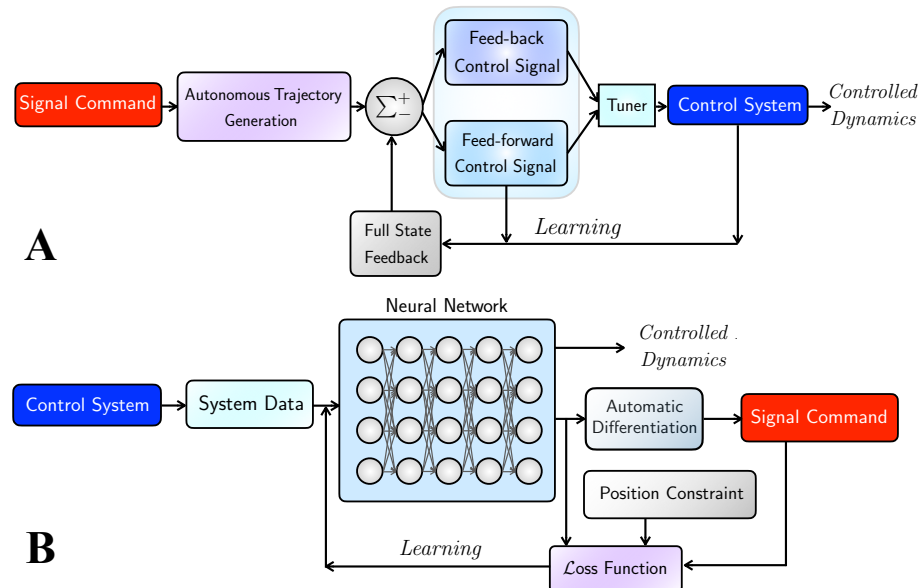 Feed-back
Control Signal
Signal Command
Autonomous Trajectory
Generation
∑+−
Tuner
Control System
Controlled
Dynamics
Feed-forward
Control Signal
Full State
Feedback
Learning
A
Neural Network
Controlled .
Dynamics
Control System
System Data
Automatic
Differentiation
Signal Command
Position Constraint
Learning
ℒoss Function
B